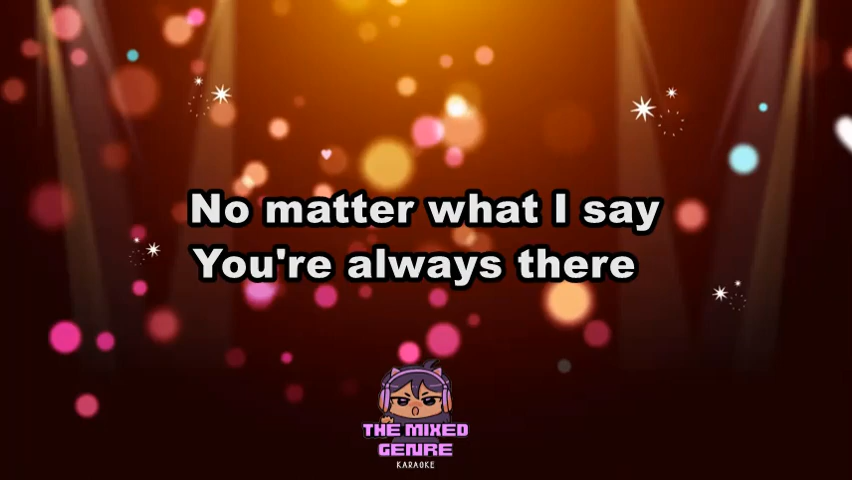 No matter what I say
You're always there
THE MIXED
GENRE
KARAOKE